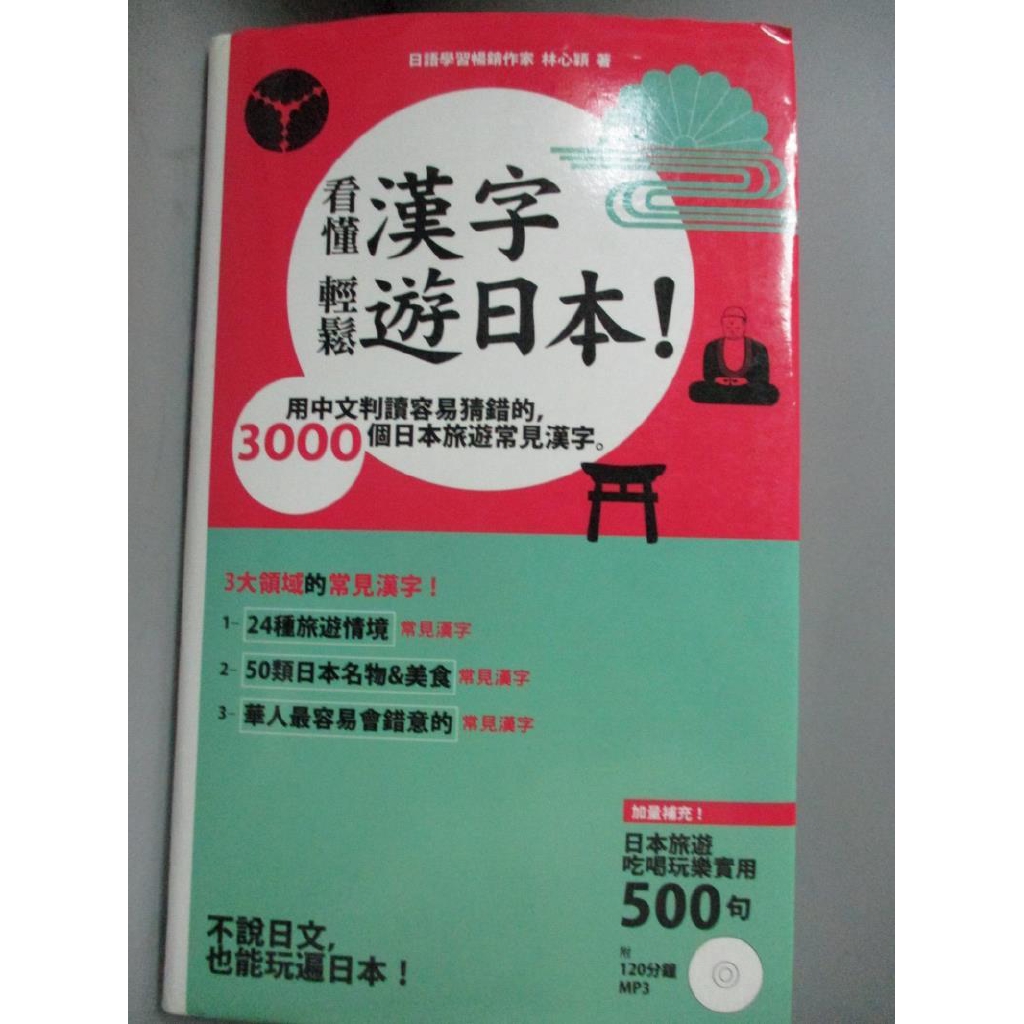 日語學習暢銷作家 林心穎 著
看懂漢字
輕鬆遊日本！
用中文判讀容易猜錯的,
3000個日本旅遊常見漢字。
3大領域的常見漢字！
1- 24種旅遊情境 常見漢字
2- 50類日本名物&美食 常見漢字
3- 華人最容易會錯意的 常見漢字
加量補充！
日本旅遊
吃喝玩樂實用
500句
附
120分鐘
MP3
不說日文,
也能玩遍日本！